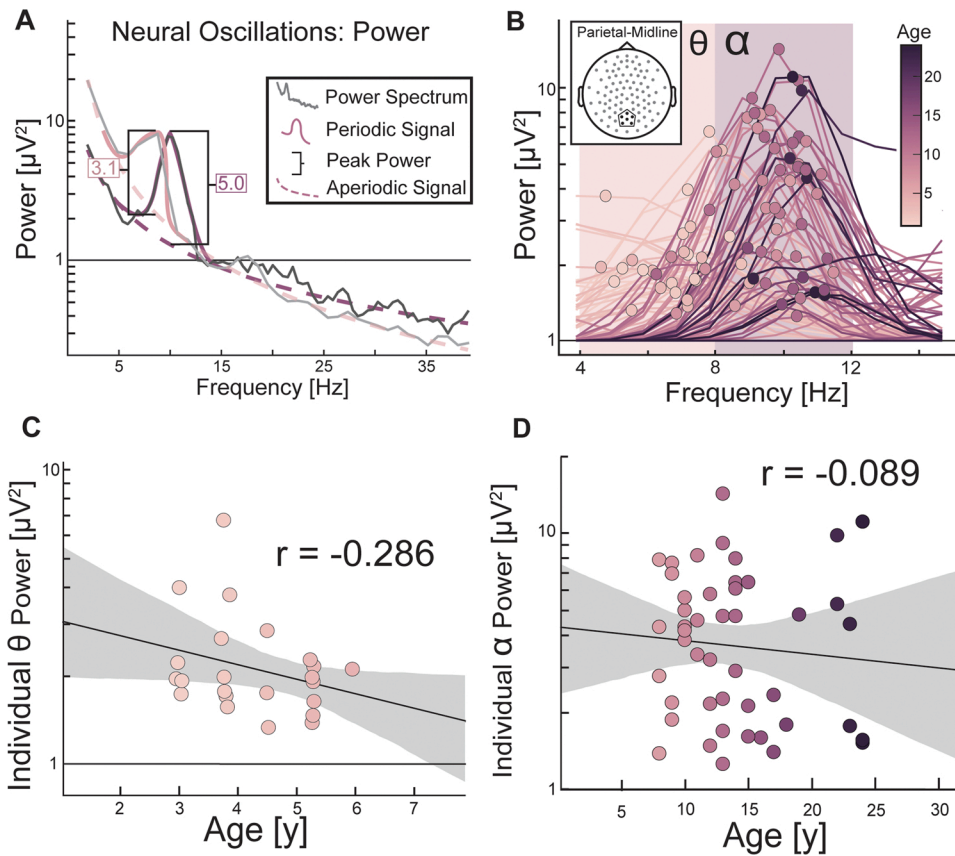 A
Neural Oscillations: Power
Power [µV²]
10
1
3.1
5.0
Power Spectrum
Periodic Signal
Peak Power
Aperiodic Signal
5 15 25 35
Frequency [Hz]
B
Parietal-Midline
θ α
Age
20
15
10
5
Power [µV²]
10
2
1
4 8 12
Frequency [Hz]
C
r = -0.286
Individual θ Power [µV²]
10
1
2 3 4 5 6 7
Age [y]
D
r = -0.089
Individual α Power [µV²]
10
1
5 10 15 20 25 30
Age [y]